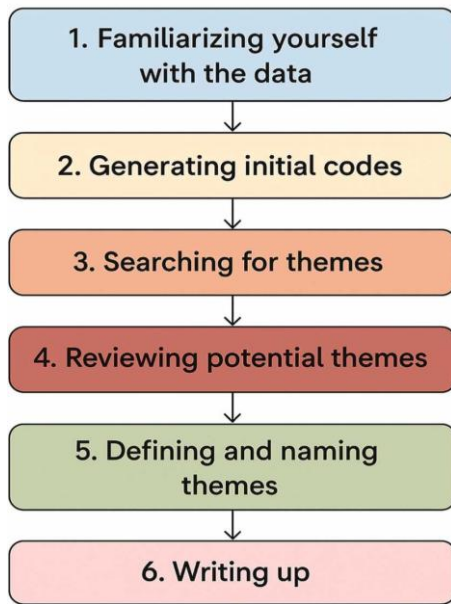 1. Familiarizing yourself
with the data
2. Generating initial codes
3. Searching for themes
4. Reviewing potential themes
5. Defining and naming
themes
6. Writing up